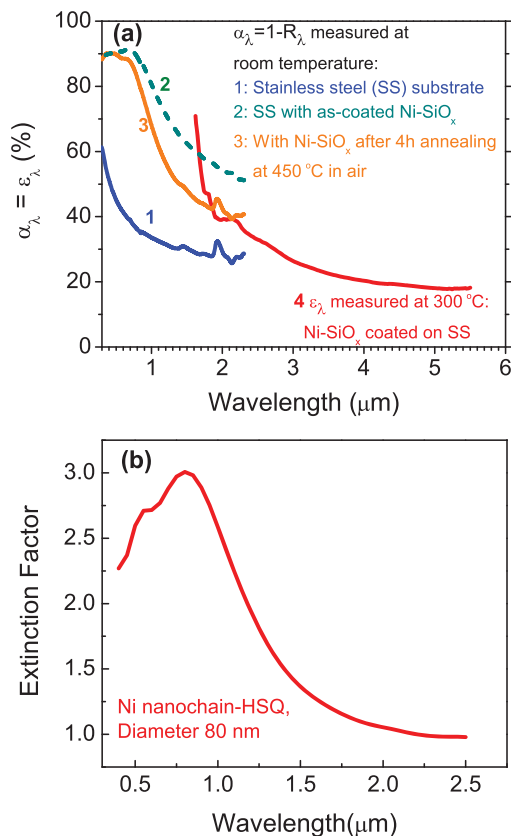 100
80
60
40
20
0
α_λ = ε_λ (%)
(a)
α_λ=1-R_λ measured at
room temperature:
1: Stainless steel (SS) substrate
2: SS with as-coated Ni-SiO_x
3: With Ni-SiO_x after 4h annealing
at 450 °C in air
2
3
1
4 ε_λ measured at 300 °C:
Ni-SiO_x coated on SS
1 2 3 4 5 6
Wavelength (μm)
(b)
3.0
2.5
2.0
1.5
1.0
Extinction Factor
Ni nanochain-HSQ,
Diameter 80 nm
0.5 1.0 1.5 2.0 2.5
Wavelength(μm)